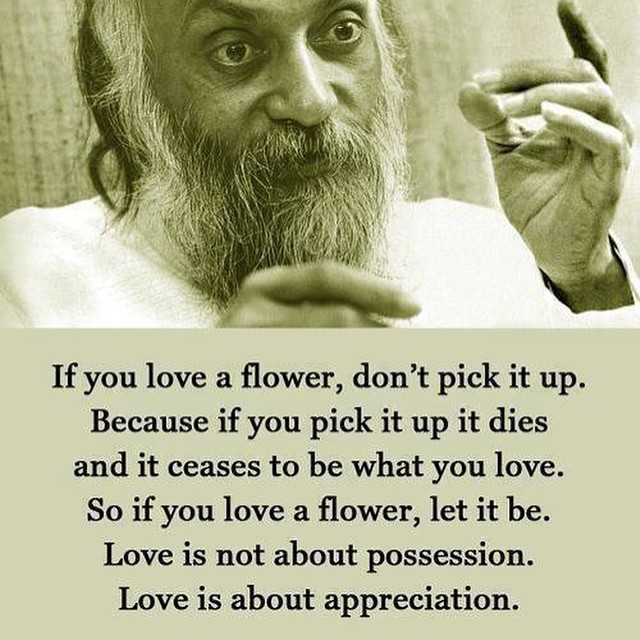 If you love a flower, don’t pick it up.
Because if you pick it up it dies
and it ceases to be what you love.
So if you love a flower, let it be.
Love is not about possession.
Love is about appreciation.